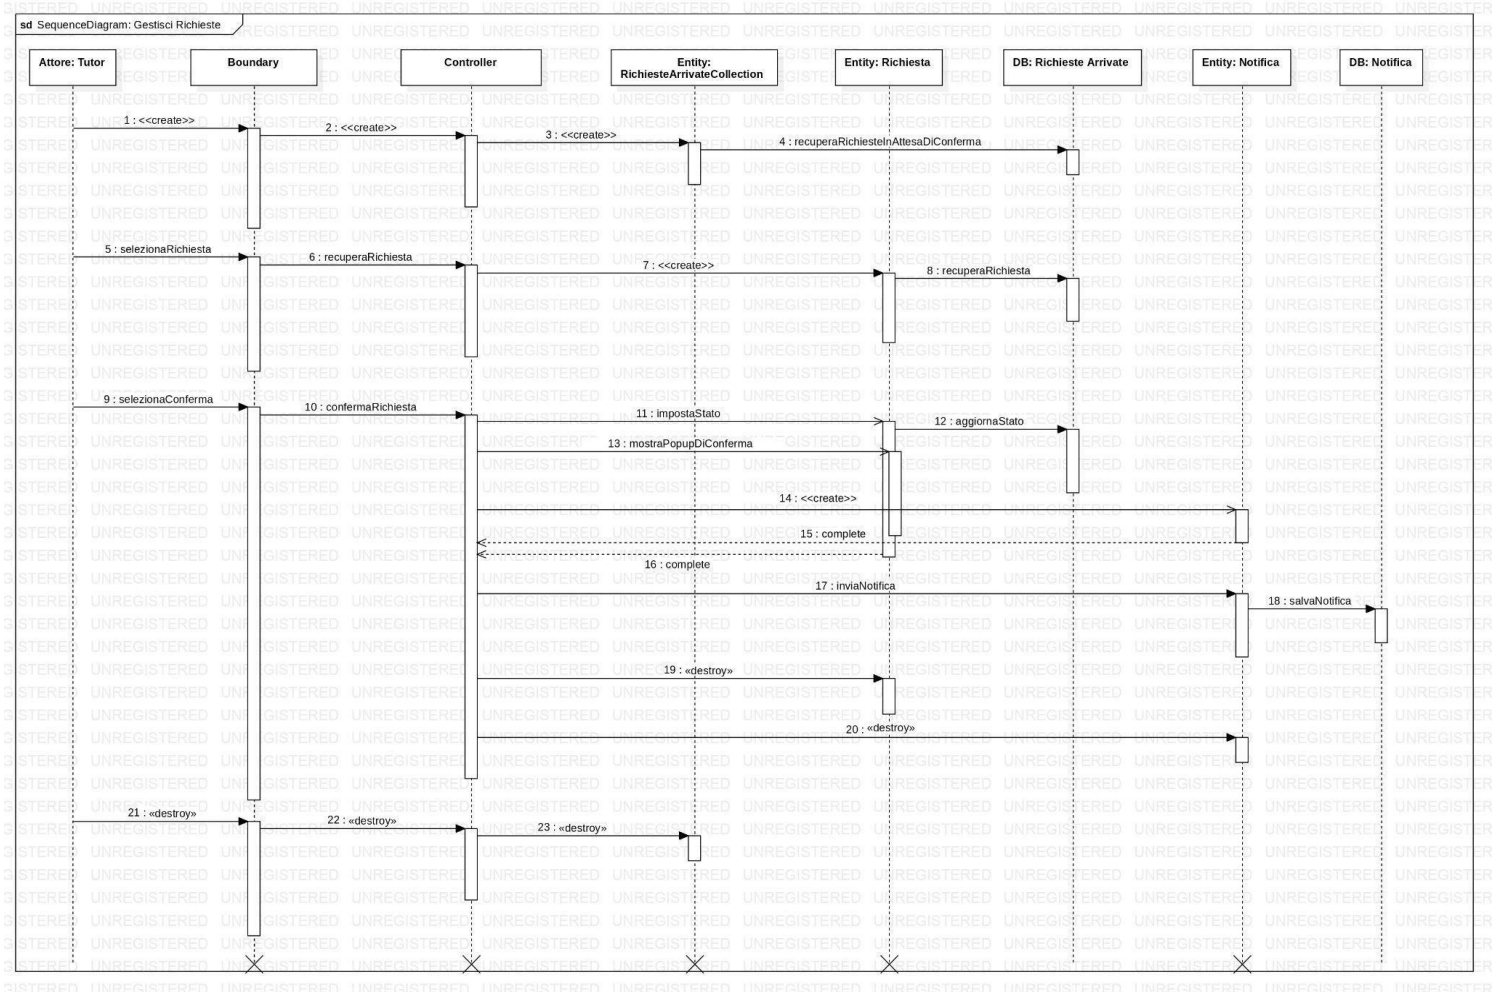 sd SequenceDiagram: Gestisci Richieste
Attore: Tutor
Boundary
Controller
Entity:
RichiesteArrivateCollection
Entity: Richiesta
DB: Richieste Arrivate
Entity: Notifica
DB: Notifica
1 : <<create>>
2 : <<create>>
3 : <<create>>
4 : recuperaRichiesteInAttesaDiConferma
5 : selezionaRichiesta
6 : recuperaRichiesta
7 : <<create>>
8 : recuperaRichiesta
9 : selezionaConferma
10 : confermaRichiesta
11 : impostaStato
12 : aggiornaStato
13 : mostraPopupDiConferma
14 : <<create>>
15 : complete
16 : complete
17 : inviaNotifica
18 : salvaNotifica
19 : «destroy»
20 : «destroy»
21 : «destroy»
22 : «destroy»
23 : «destroy»
UNREGISTERED